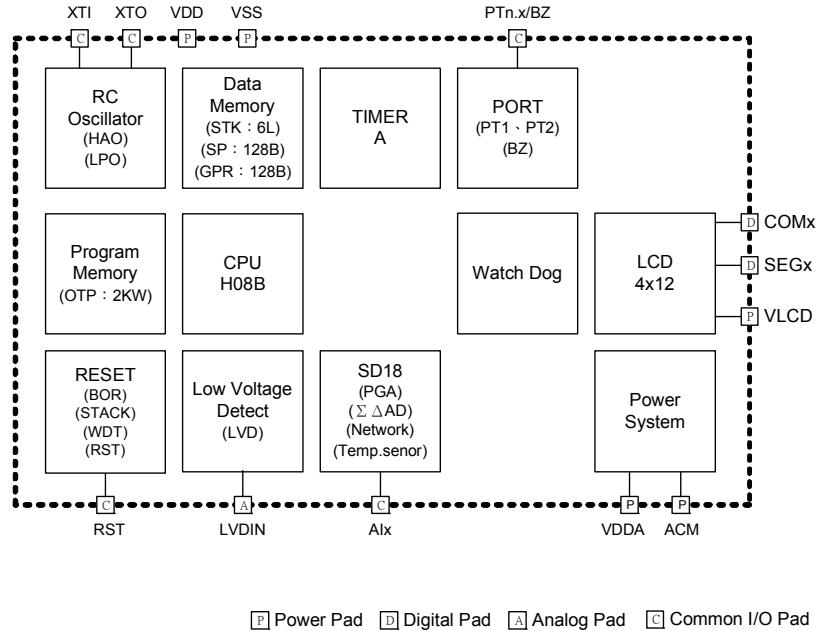 XTI XTO VDD VSS PTn.x/BZ
C C P P C
RC
Oscillator
(HAO)
(LPO)
Data
Memory
(STK：6L)
(SP：128B)
(GPR：128B)
TIMER
A
PORT
(PT1、PT2)
(BZ)
Program
Memory
(OTP：2KW)
CPU
H08B
Watch Dog
LCD
4x12
D COMx
D SEGx
P VLCD
RESET
(BOR)
(STACK)
(WDT)
(RST)
Low Voltage
Detect
(LVD)
SD18
(PGA)
(ΣΔAD)
(Network)
(Temp.senor)
Power
System
C A C P P
RST LVDIN AIx VDDA ACM
P Power Pad D Digital Pad A Analog Pad C Common I/O Pad